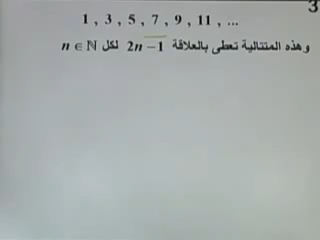 3
1 , 3 , 5 , 7 , 9 , 11 , ...
وهذه المتتالية تعطى بالعلاقة 2n −1 لكل n ∈ ℕ